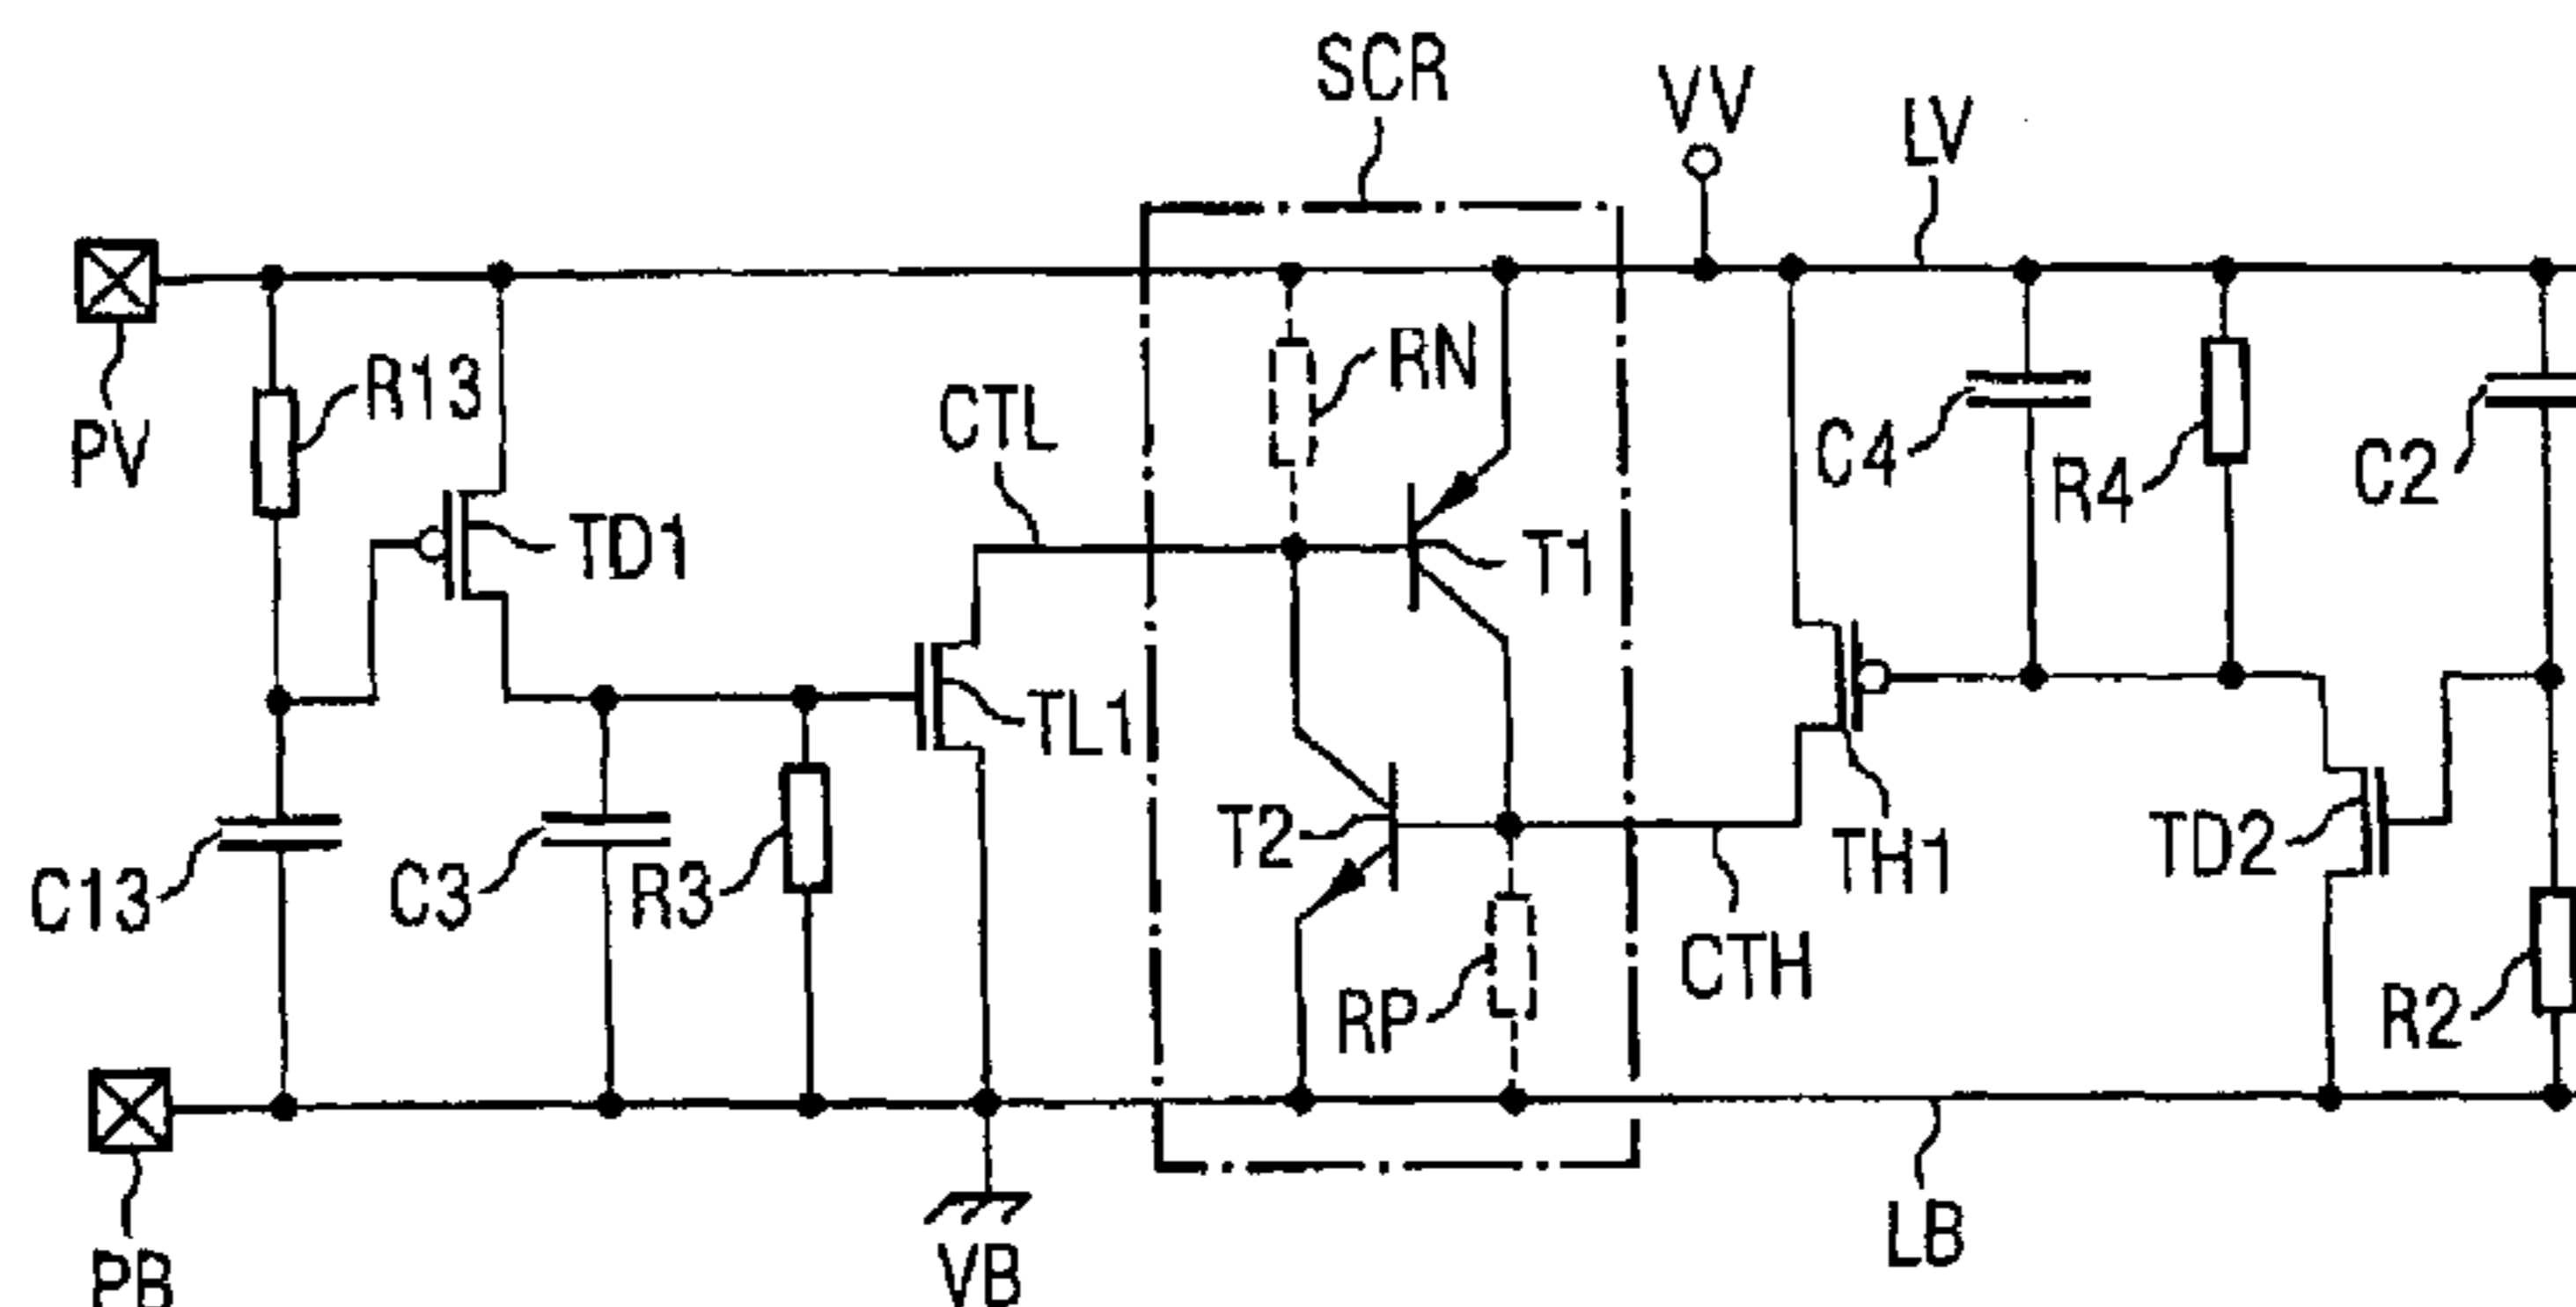 SCR
VV
LV
PV
R13
RN
CTL
C4
R4
C2
TD1
T1
TL1
C13
C3
R3
T2
TH1
TD2
RP
CTH
R2
PB
VB
LB